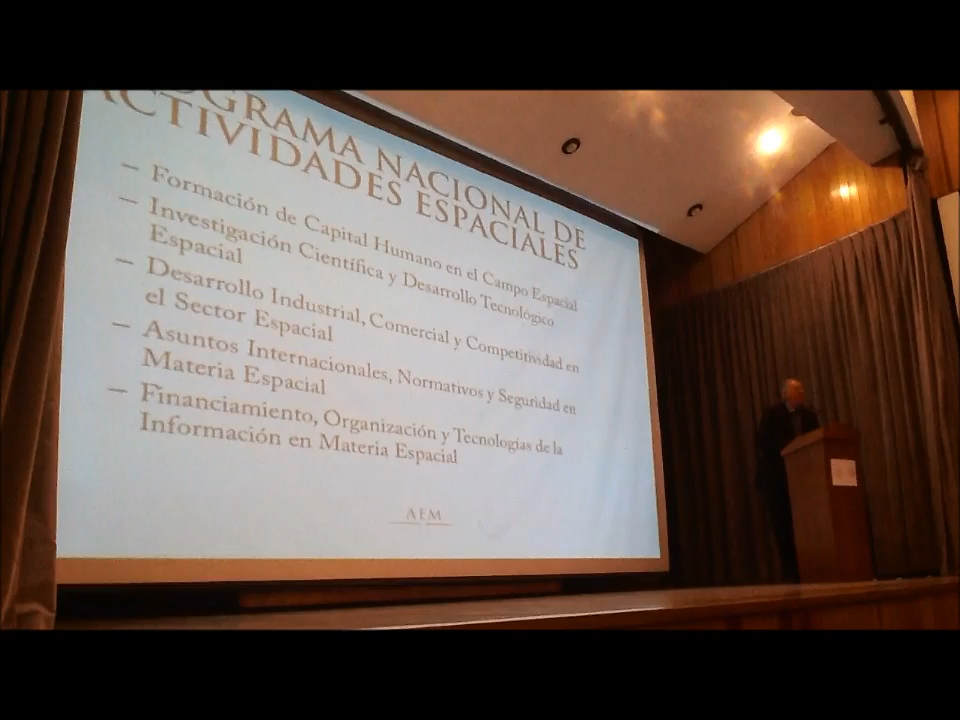 OGRAMA NACIONAL DE
ACTIVIDADES ESPACIALES
– Formación de Capital Humano en el Campo Espacial
– Investigación Científica y Desarrollo Tecnológico
Espacial
– Desarrollo Industrial, Comercial y Competitividad en
el Sector Espacial
– Asuntos Internacionales, Normativos y Seguridad en
Materia Espacial
– Financiamiento, Organización y Tecnologías de la
Información en Materia Espacial
AEM